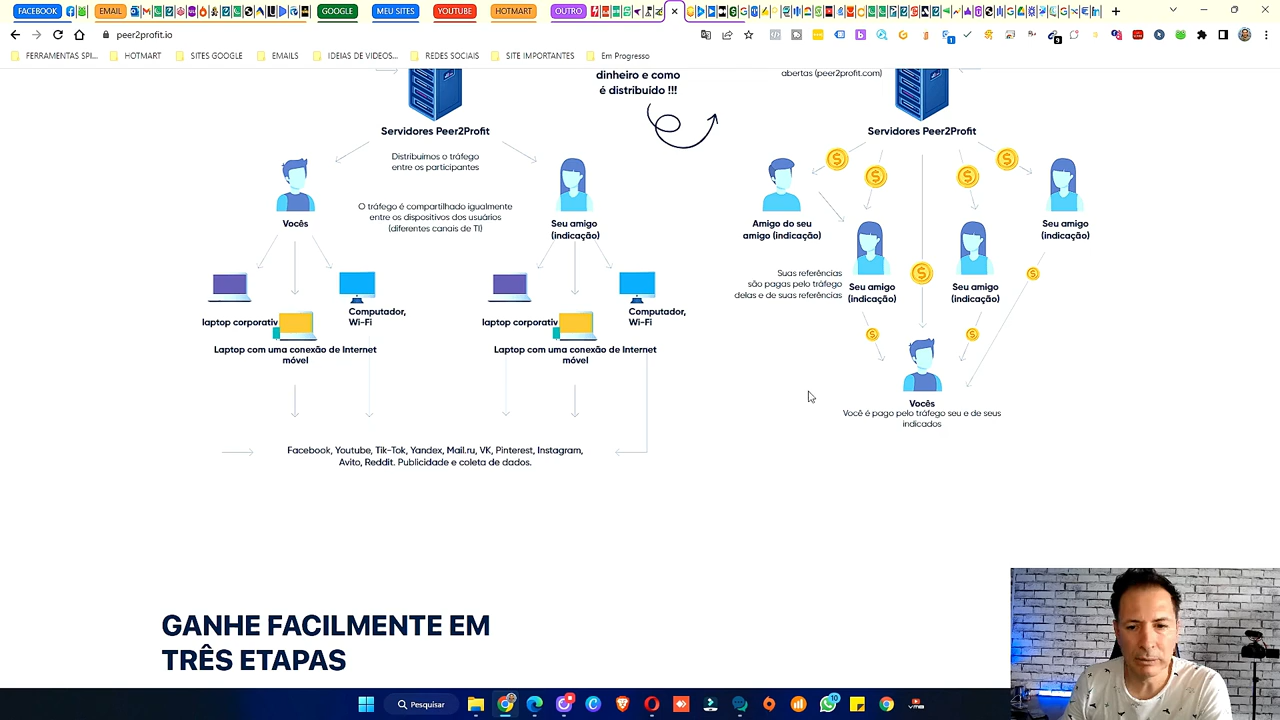 FACEBOOK
EMAIL
GOOGLE
MEUS SITES
YOUTUBE
HOTMART
OUTRO
peer2profit.io
FERRAMENTAS SPI...
HOTMART
SITES GOOGLE
EMAILS
IDEIAS DE VIDEOS...
REDES SOCIAIS
SITE IMPORTANTES
Em Progresso
dinheiro e como
é distribuído !!!
abertas (peer2profit.com)
Servidores Peer2Profit
Distribuímos o tráfego
entre os participantes
O tráfego é compartilhado igualmente
entre os dispositivos dos usuários
(diferentes canais de TI)
Vocês
Seu amigo
(indicação)
laptop corporativ
Computador,
Wi-Fi
Laptop com uma conexão de Internet
móvel
laptop corporativ
Computador,
Wi-Fi
Laptop com uma conexão de Internet
móvel
Facebook, Youtube, Tik-Tok, Yandex, Mail.ru, VK, Pinterest, Instagram,
Avito, Reddit. Publicidade e coleta de dados.
Servidores Peer2Profit
Amigo do seu
amigo (indicação)
Seu amigo
(indicação)
Suas referências
são pagas pelo tráfego
delas e de suas referências
Seu amigo
(indicação)
Seu amigo
(indicação)
Vocês
Você é pago pelo tráfego seu e de seus
indicados
GANHE FACILMENTE EM
TRÊS ETAPAS
Pesquisar